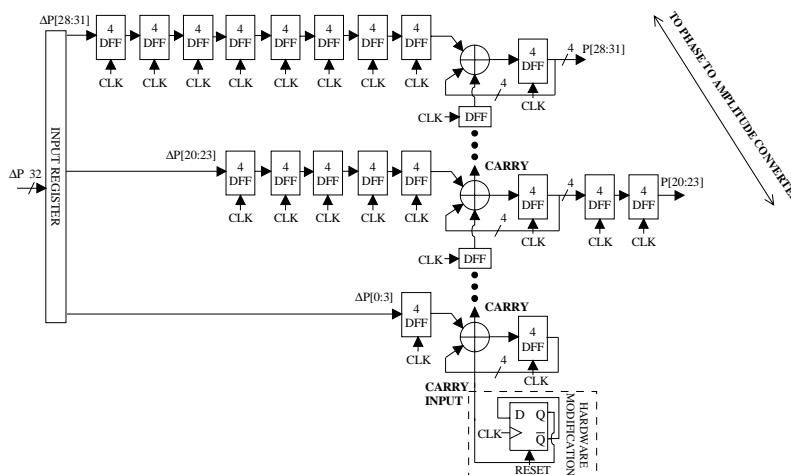 ΔP[28:31]
4 DFF
4 DFF
4 DFF
4 DFF
4 DFF
4 DFF
4 DFF
4 DFF
CLK
CLK
CLK
CLK
CLK
CLK
CLK
CLK
4 DFF
4
P[28:31]
4
CLK
CLK
DFF
TO PHASE TO AMPLITUDE CONVERTER
INPUT REGISTER
ΔP 32
ΔP[20:23]
4 DFF
4 DFF
4 DFF
4 DFF
4 DFF
CLK
CLK
CLK
CLK
CLK
CARRY
4 DFF
4
4 DFF
4 DFF
P[20:23]
4
CLK
CLK
CLK
CLK
DFF
ΔP[0:3]
4 DFF
CLK
CARRY
4 DFF
4
CLK
CARRY
INPUT
D Q
CLK
Q
RESET
HARDWARE
MODIFICATION